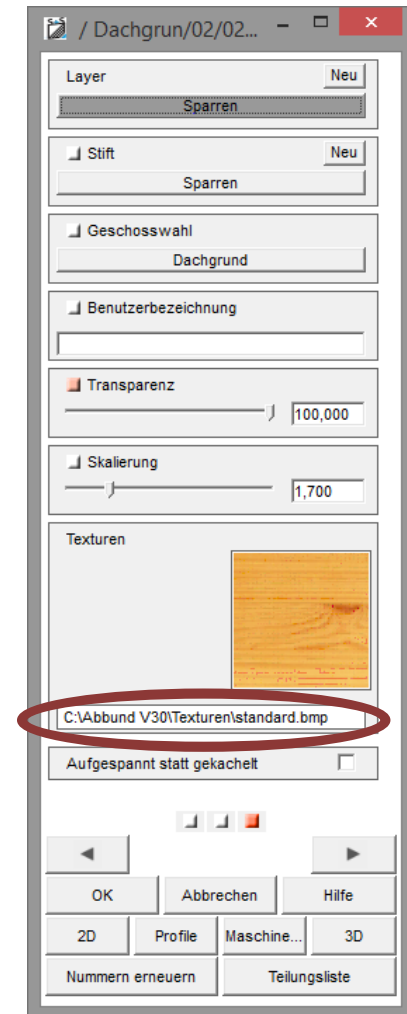 / Dachgrun/02/02...
Layer Neu
Sparren
Stift Neu
Sparren
Geschosswahl
Dachgrund
Benutzerbezeichnung
Transparenz
100,000
Skalierung
1,700
Texturen
C:\Abbund V30\Texturen\standard.bmp
Aufgespannt statt gekachelt
OK Abbrechen Hilfe
2D Profile Maschine... 3D
Nummern erneuern Teilungsliste